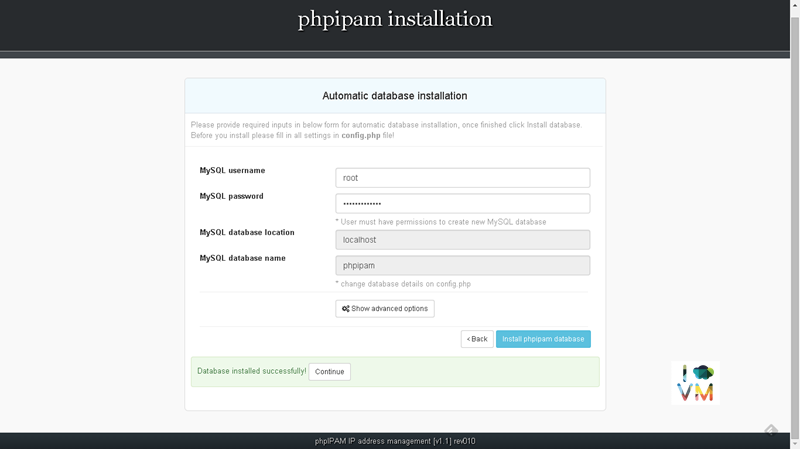 phpipam installation
Automatic database installation
Please provide required inputs in below form for automatic database installation, once finished click Install database.
Before you install please fill in all settings in config.php file!
MySQL username
root
MySQL password
•••••••••••••
* User must have permissions to create new MySQL database
MySQL database location
localhost
MySQL database name
phpipam
* change database details on config.php
Show advanced options
< Back
Install phpipam database
Database installed successfully! Continue
I
VM
phpIPAM IP address management [v1.1] rev010